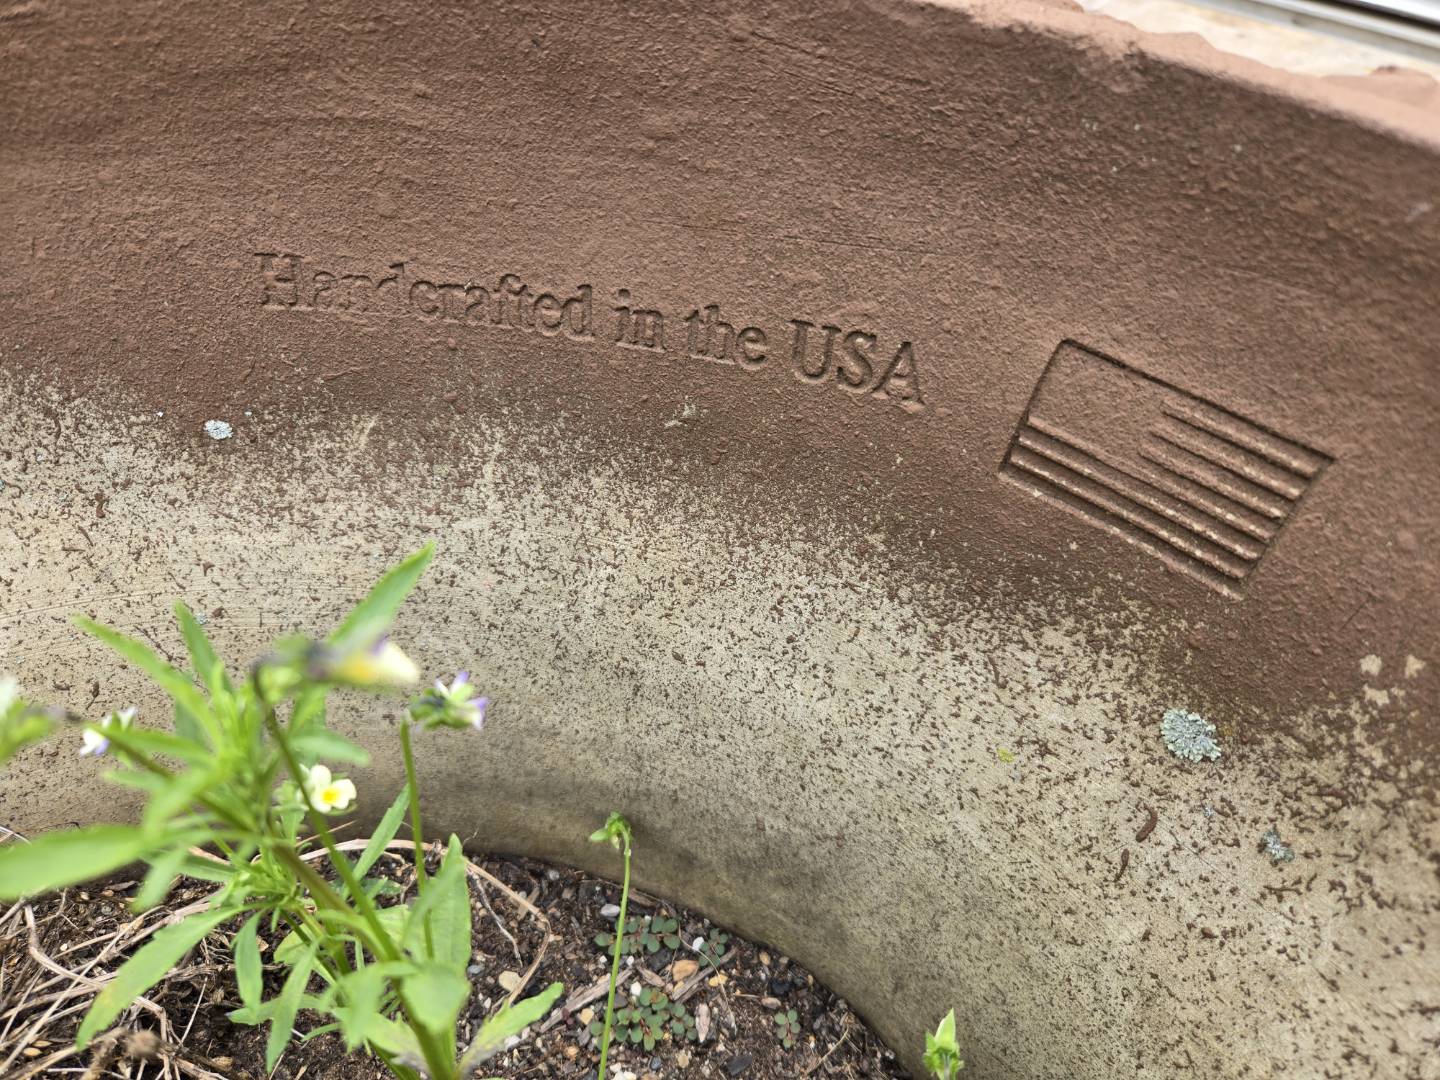 Handcrafted in the USA